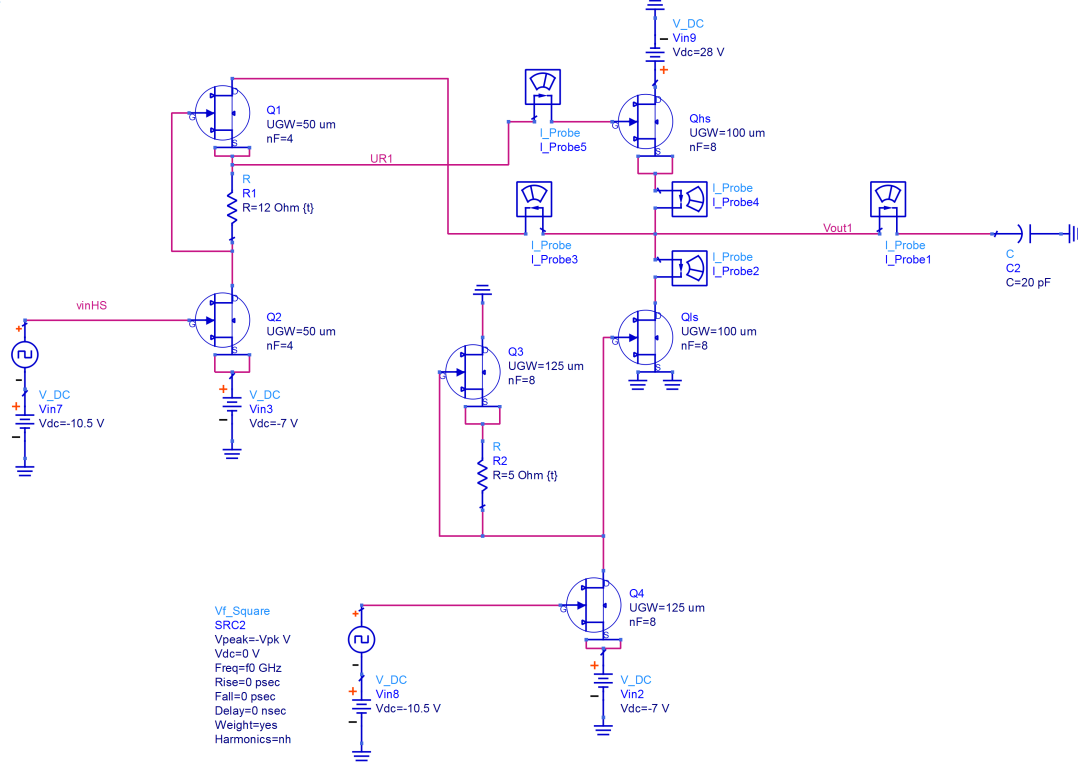 V_DC
Vin9
Vdc=28 V
D
G
S
Q1
UGW=50 um
nF=4
I_Probe
I_Probe5
D
G
S
Qhs
UGW=100 um
nF=8
UR1
R
R1
R=12 Ohm {t}
I_Probe
I_Probe4
I_Probe
I_Probe3
Vout1
I_Probe
I_Probe1
C
C2
C=20 pF
I_Probe
I_Probe2
vinHS
D
G
S
Q2
UGW=50 um
nF=4
D
G
S
Qls
UGW=100 um
nF=8
D
G
S
Q3
UGW=125 um
nF=8
V_DC
Vin7
Vdc=-10.5 V
V_DC
Vin3
Vdc=-7 V
R
R2
R=5 Ohm {t}
D
G
S
Q4
UGW=125 um
nF=8
Vf_Square
SRC2
Vpeak=-Vpk V
Vdc=0 V
Freq=f0 GHz
Rise=0 psec
Fall=0 psec
Delay=0 nsec
Weight=yes
Harmonics=nh
V_DC
Vin8
Vdc=-10.5 V
V_DC
Vin2
Vdc=-7 V